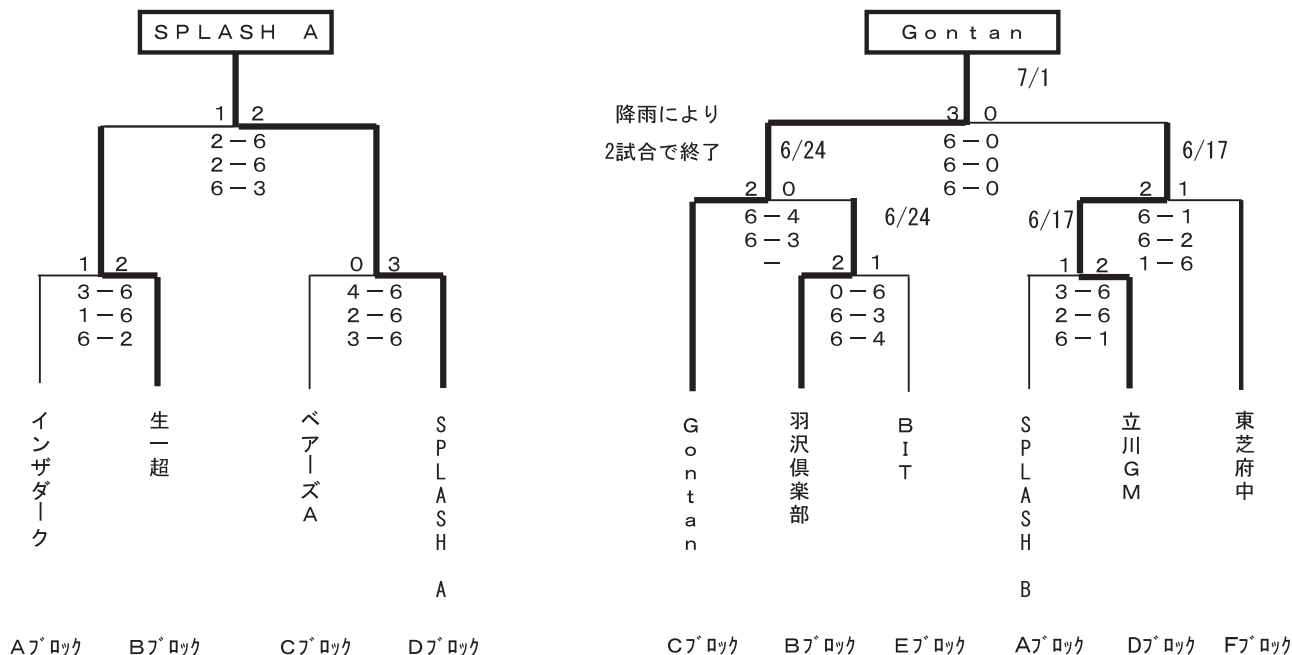 ＳＰＬＡＳＨ　Ａ
1 2
２－６
２－６
６－３
1 2
３－６
１－６
６－２
0 3
４－６
２－６
３－６
インザダーク
生一超
ベアーズＡ
ＳＰＬＡＳＨ　Ａ
Aﾌﾞﾛｯｸ
Bﾌﾞﾛｯｸ
Cﾌﾞﾛｯｸ
Dﾌﾞﾛｯｸ
Ｇｏｎｔａｎ
7/1
降雨により
2試合で終了
3 0
６－０
６－０
６－０
6/24
6/17
2 0
６－４
６－３
－
6/24
6/17
2 1
６－１
６－２
１－６
2 1
０－６
６－３
６－４
1 2
３－６
２－６
６－１
Ｇｏｎｔａｎ
羽沢倶楽部
ＢＩＴ
ＳＰＬＡＳＨ　Ｂ
立川ＧＭ
東芝府中
Cﾌﾞﾛｯｸ
Bﾌﾞﾛｯｸ
Eﾌﾞﾛｯｸ
Aﾌﾞﾛｯｸ
Dﾌﾞﾛｯｸ
Fﾌﾞﾛｯｸ